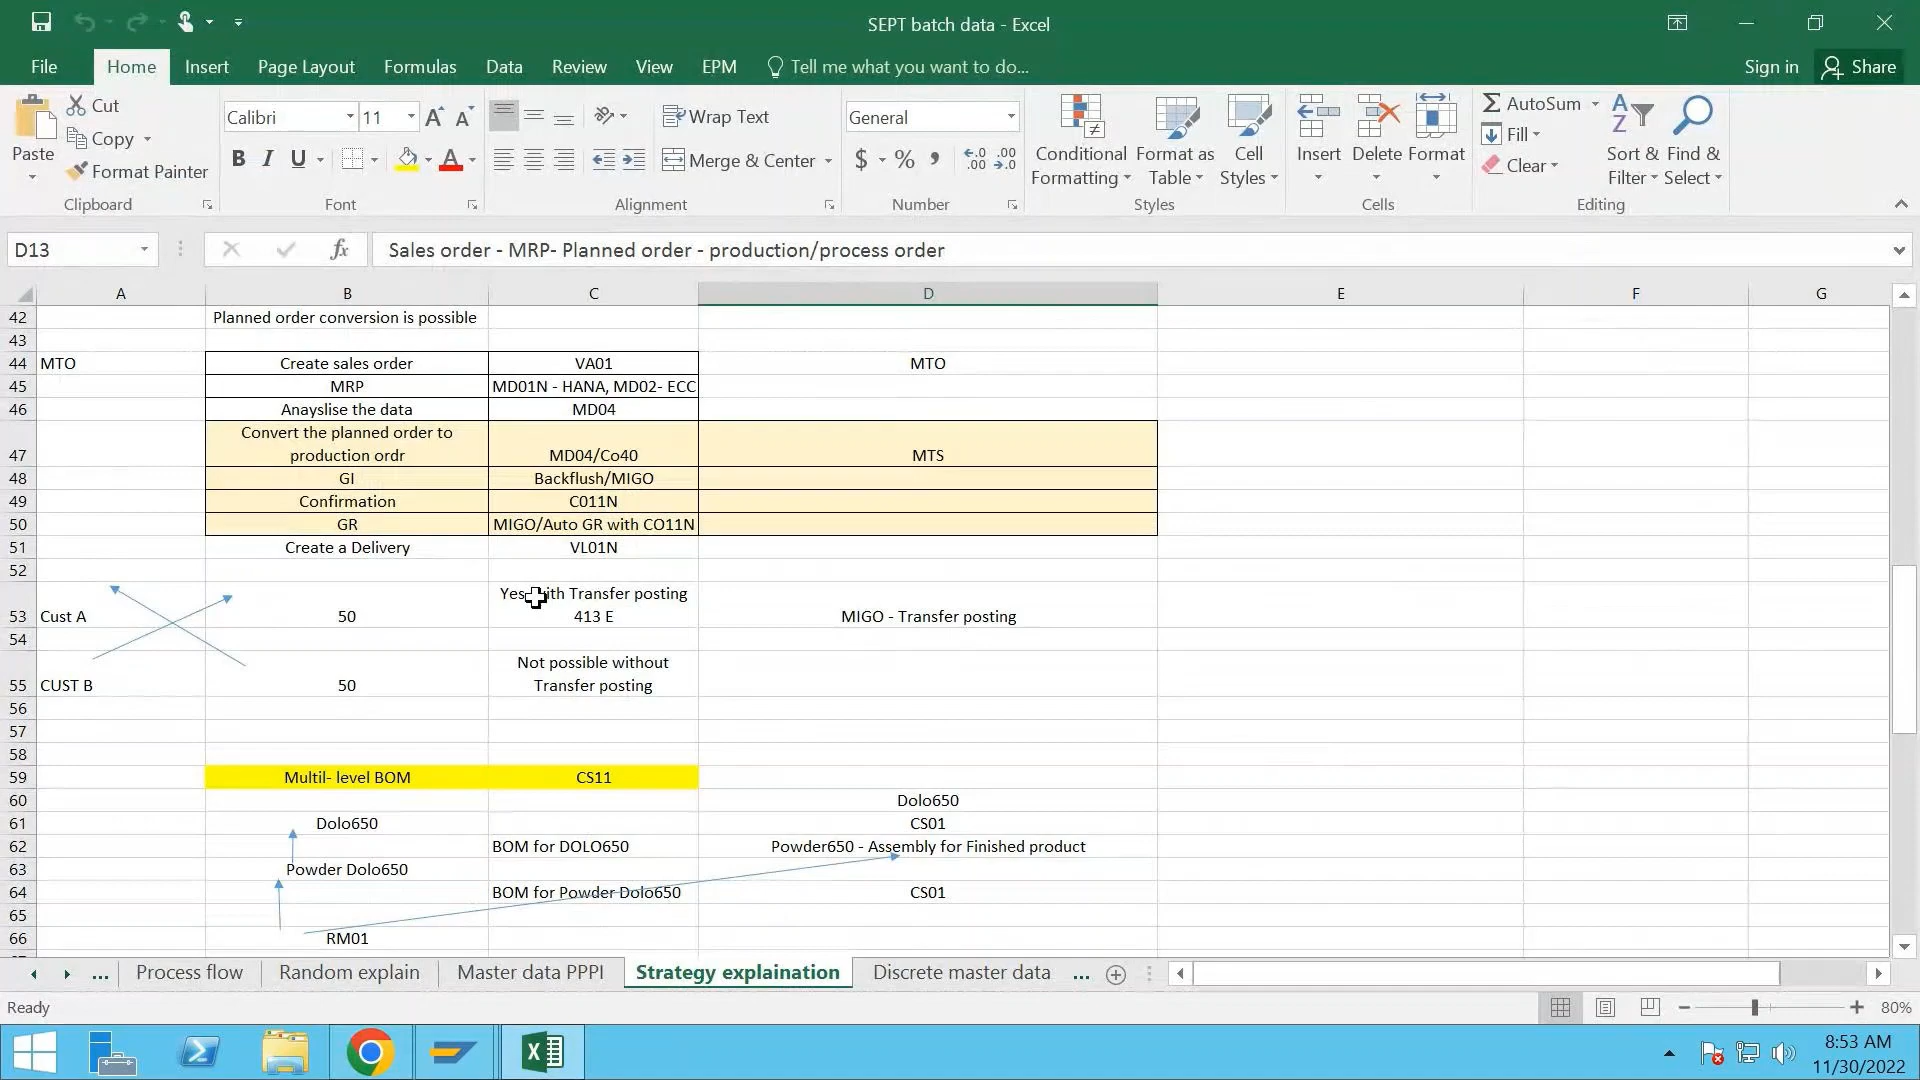 SEPT batch data - Excel
File Home Insert Page Layout Formulas Data Review View EPM Tell me what you want to do... Sign in Share
Paste
Cut
Copy
Format Painter
Clipboard
Calibri 11
B I U
Font
Wrap Text
Merge & Center
Alignment
General
$ % ,
Number
Conditional Formatting
Format as Table
Cell Styles
Styles
Insert Delete Format
Cells
AutoSum
Fill
Clear
Sort & Filter
Find & Select
Editing
D13 fx Sales order - MRP- Planned order - production/process order
A B C D E F G
42 Planned order conversion is possible
43
44 MTO Create sales order VA01 MTO
45 MRP MD01N - HANA, MD02- ECC
46 Anayslise the data MD04
Convert the planned order to
47 production ordr MD04/Co40 MTS
48 GI Backflush/MIGO
49 Confirmation C011N
50 GR MIGO/Auto GR with CO11N
51 Create a Delivery VL01N
52
Yes with Transfer posting
53 Cust A 50 413 E MIGO - Transfer posting
54
Not possible without
55 CUST B 50 Transfer posting
56
57
58
59 Multil- level BOM CS11
60 Dolo650
61 Dolo650 CS01
62 BOM for DOLO650 Powder650 - Assembly for Finished product
63 Powder Dolo650
64 BOM for Powder Dolo650 CS01
65
66 RM01
... Process flow Random explain Master data PPPI Strategy explaination Discrete master data ...
Ready 80%
8:53 AM
11/30/2022